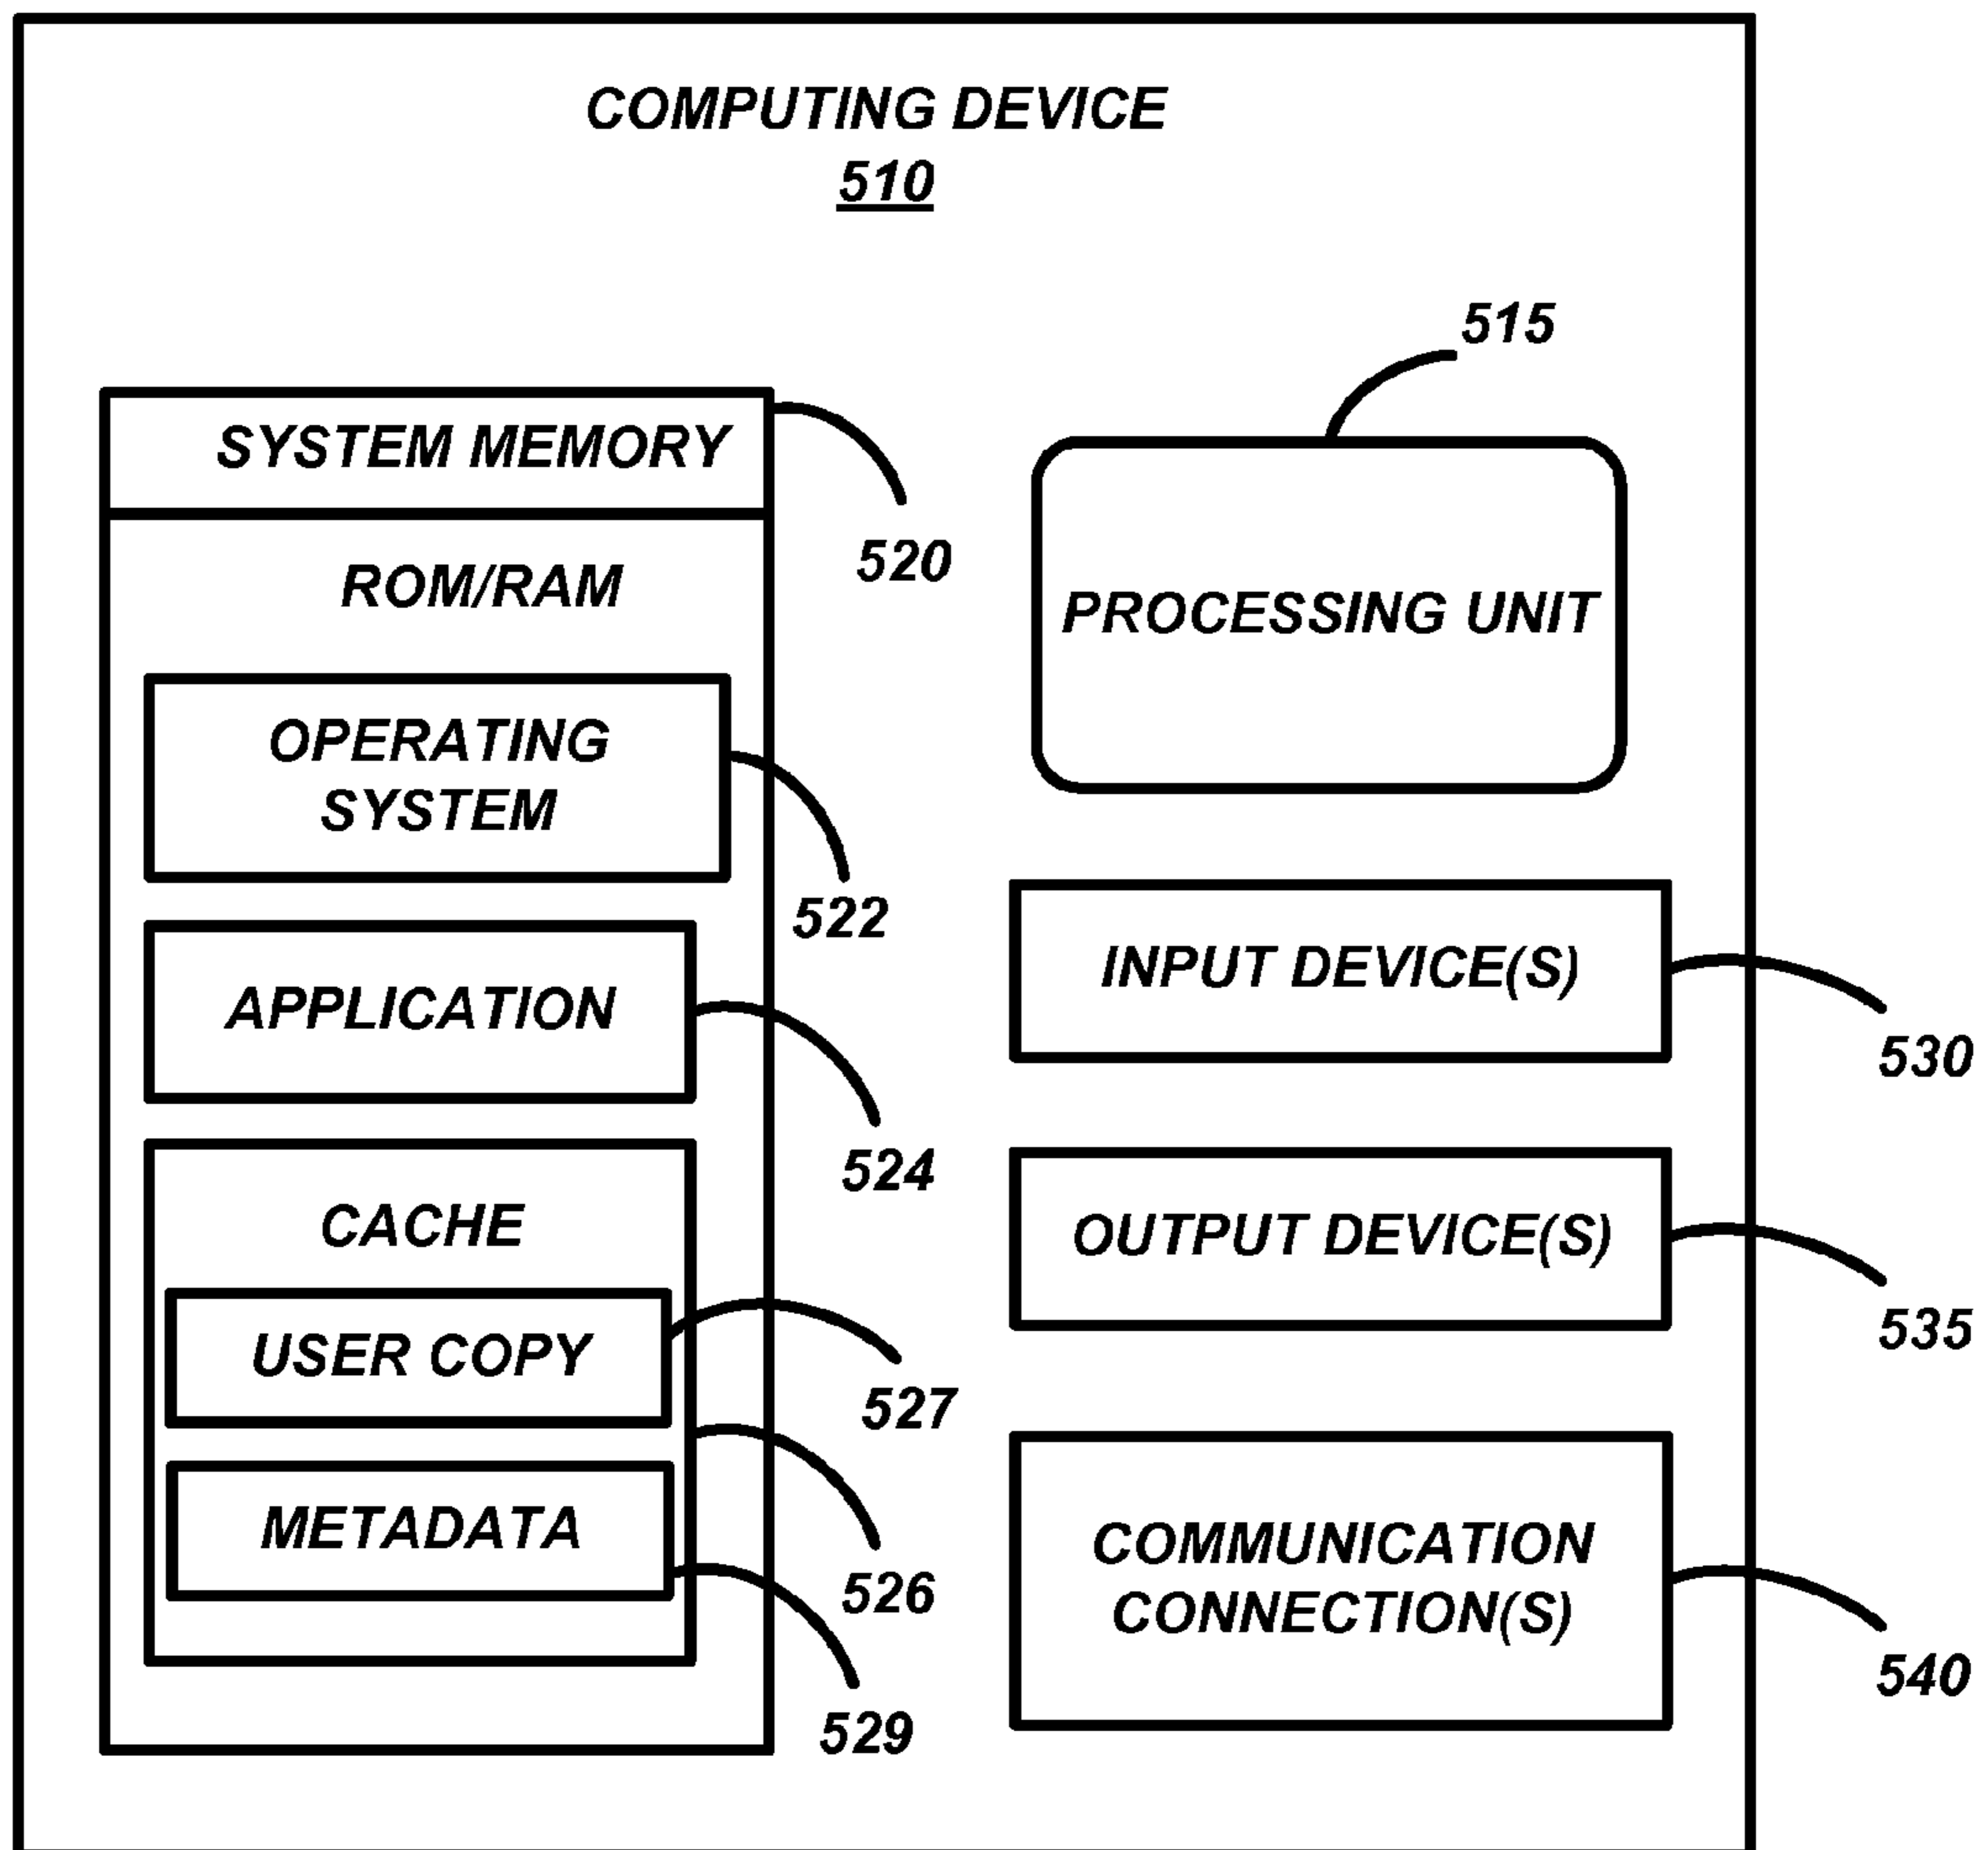 COMPUTING DEVICE
510
515
SYSTEM MEMORY
520
ROM/RAM
PROCESSING UNIT
OPERATING
SYSTEM
522
INPUT DEVICE(S)
530
APPLICATION
524
CACHE
OUTPUT DEVICE(S)
535
USER COPY
527
METADATA
526
529
COMMUNICATION
CONNECTION(S)
540